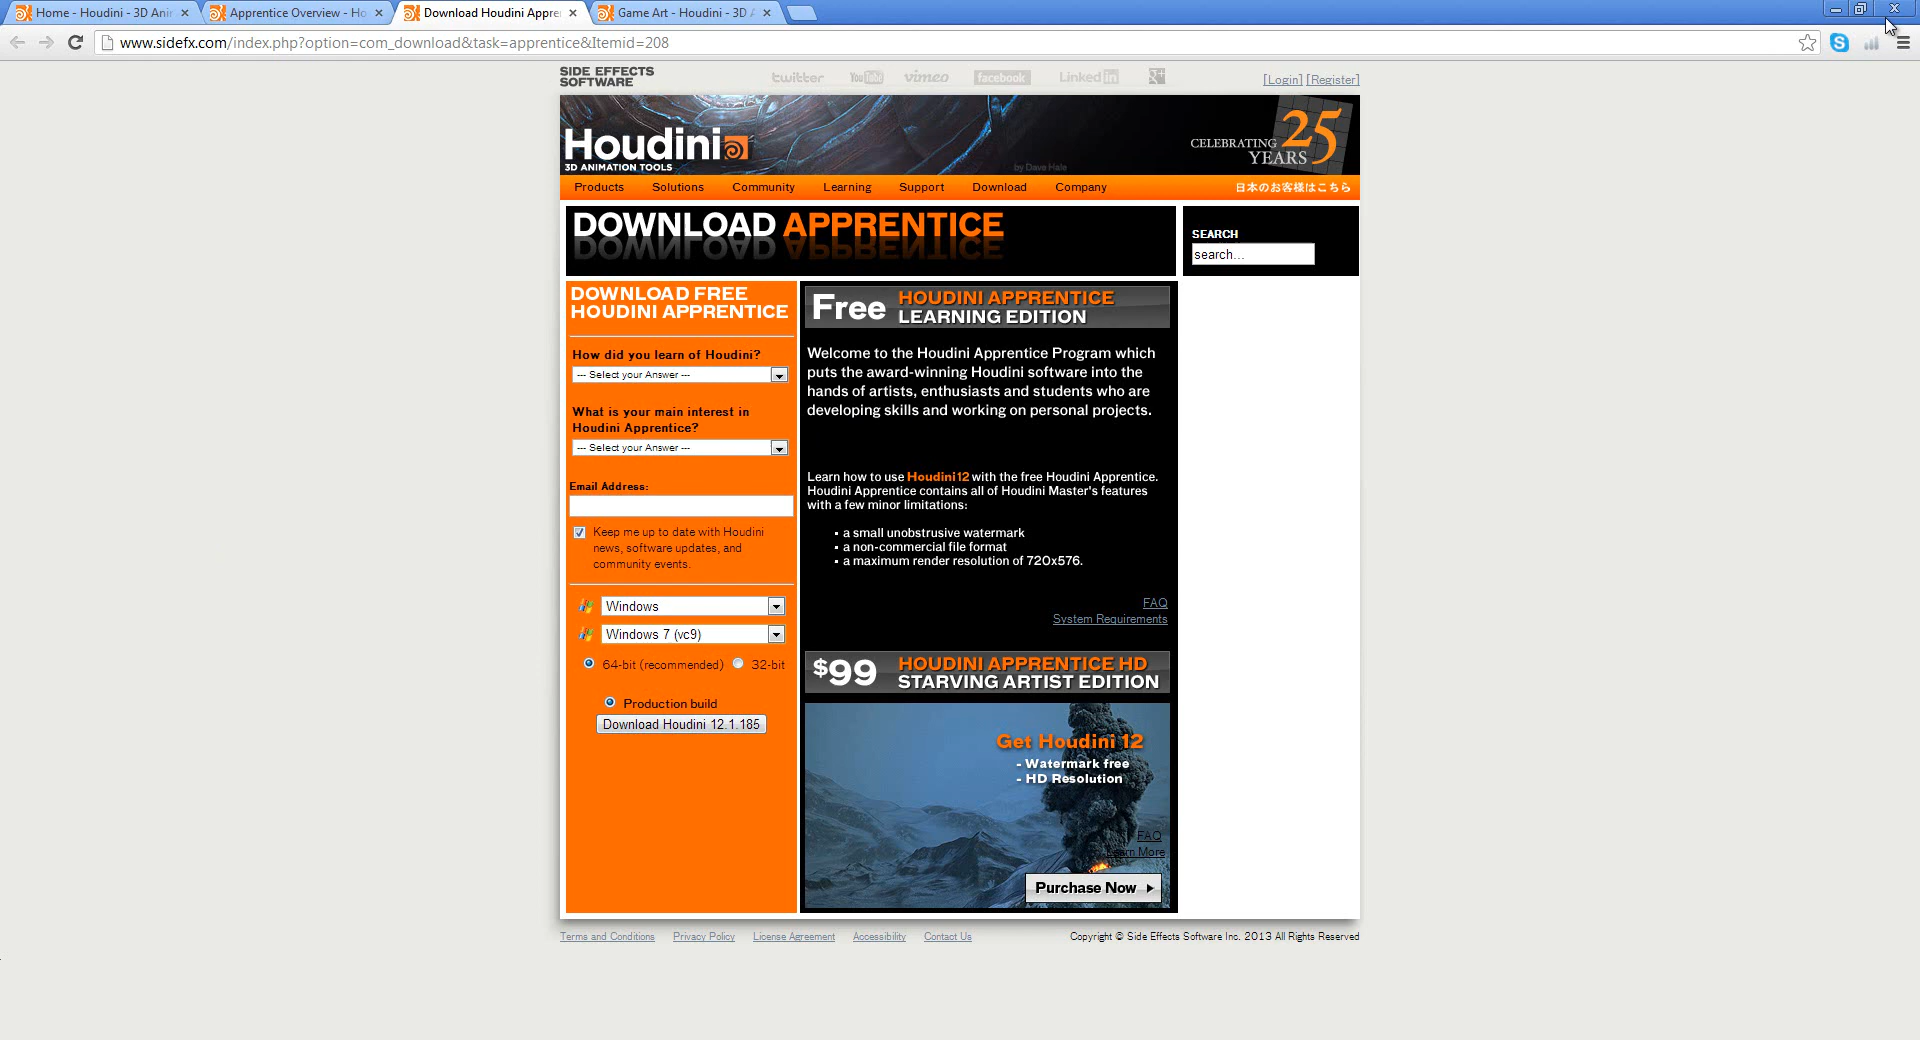 Home - Houdini - 3D Ani
Apprentice Overview - Ho
Download Houdini Appre
Game Art - Houdini - 3D A
www.sidefx.com/index.php?option=com_download&task=apprentice&Itemid=208
SIDE EFFECTS
SOFTWARE
twitter
YouTube
vimeo
facebook
Linkedin
g+
[Login] [Register]
Houdini
3D ANIMATION TOOLS
by Dave Hale
CELEBRATING 25
YEARS
Products
Solutions
Community
Learning
Support
Download
Company
日本のお客様はこちら
DOWNLOAD APPRENTICE
SEARCH
search...
DOWNLOAD FREE
HOUDINI APPRENTICE
How did you learn of Houdini?
--- Select your Answer ---
What is your main interest in
Houdini Apprentice?
--- Select your Answer ---
Email Address:
Keep me up to date with Houdini
news, software updates, and
community events.
Windows
Windows 7 (vc9)
64-bit (recommended)
32-bit
Production build
Download Houdini 12.1.185
Free
HOUDINI APPRENTICE
LEARNING EDITION
Welcome to the Houdini Apprentice Program which
puts the award-winning Houdini software into the
hands of artists, enthusiasts and students who are
developing skills and working on personal projects.
Learn how to use Houdini 12 with the free Houdini Apprentice.
Houdini Apprentice contains all of Houdini Master's features
with a few minor limitations:
▪ a small unobstrusive watermark
▪ a non-commercial file format
▪ a maximum render resolution of 720x576.
FAQ
System Requirements
$99
HOUDINI APPRENTICE HD
STARVING ARTIST EDITION
Get Houdini 12
- Watermark free
- HD Resolution
FAQ
Learn More
Purchase Now
Terms and Conditions
Privacy Policy
License Agreement
Accessibility
Contact Us
Copyright © Side Effects Software Inc. 2013 All Rights Reserved